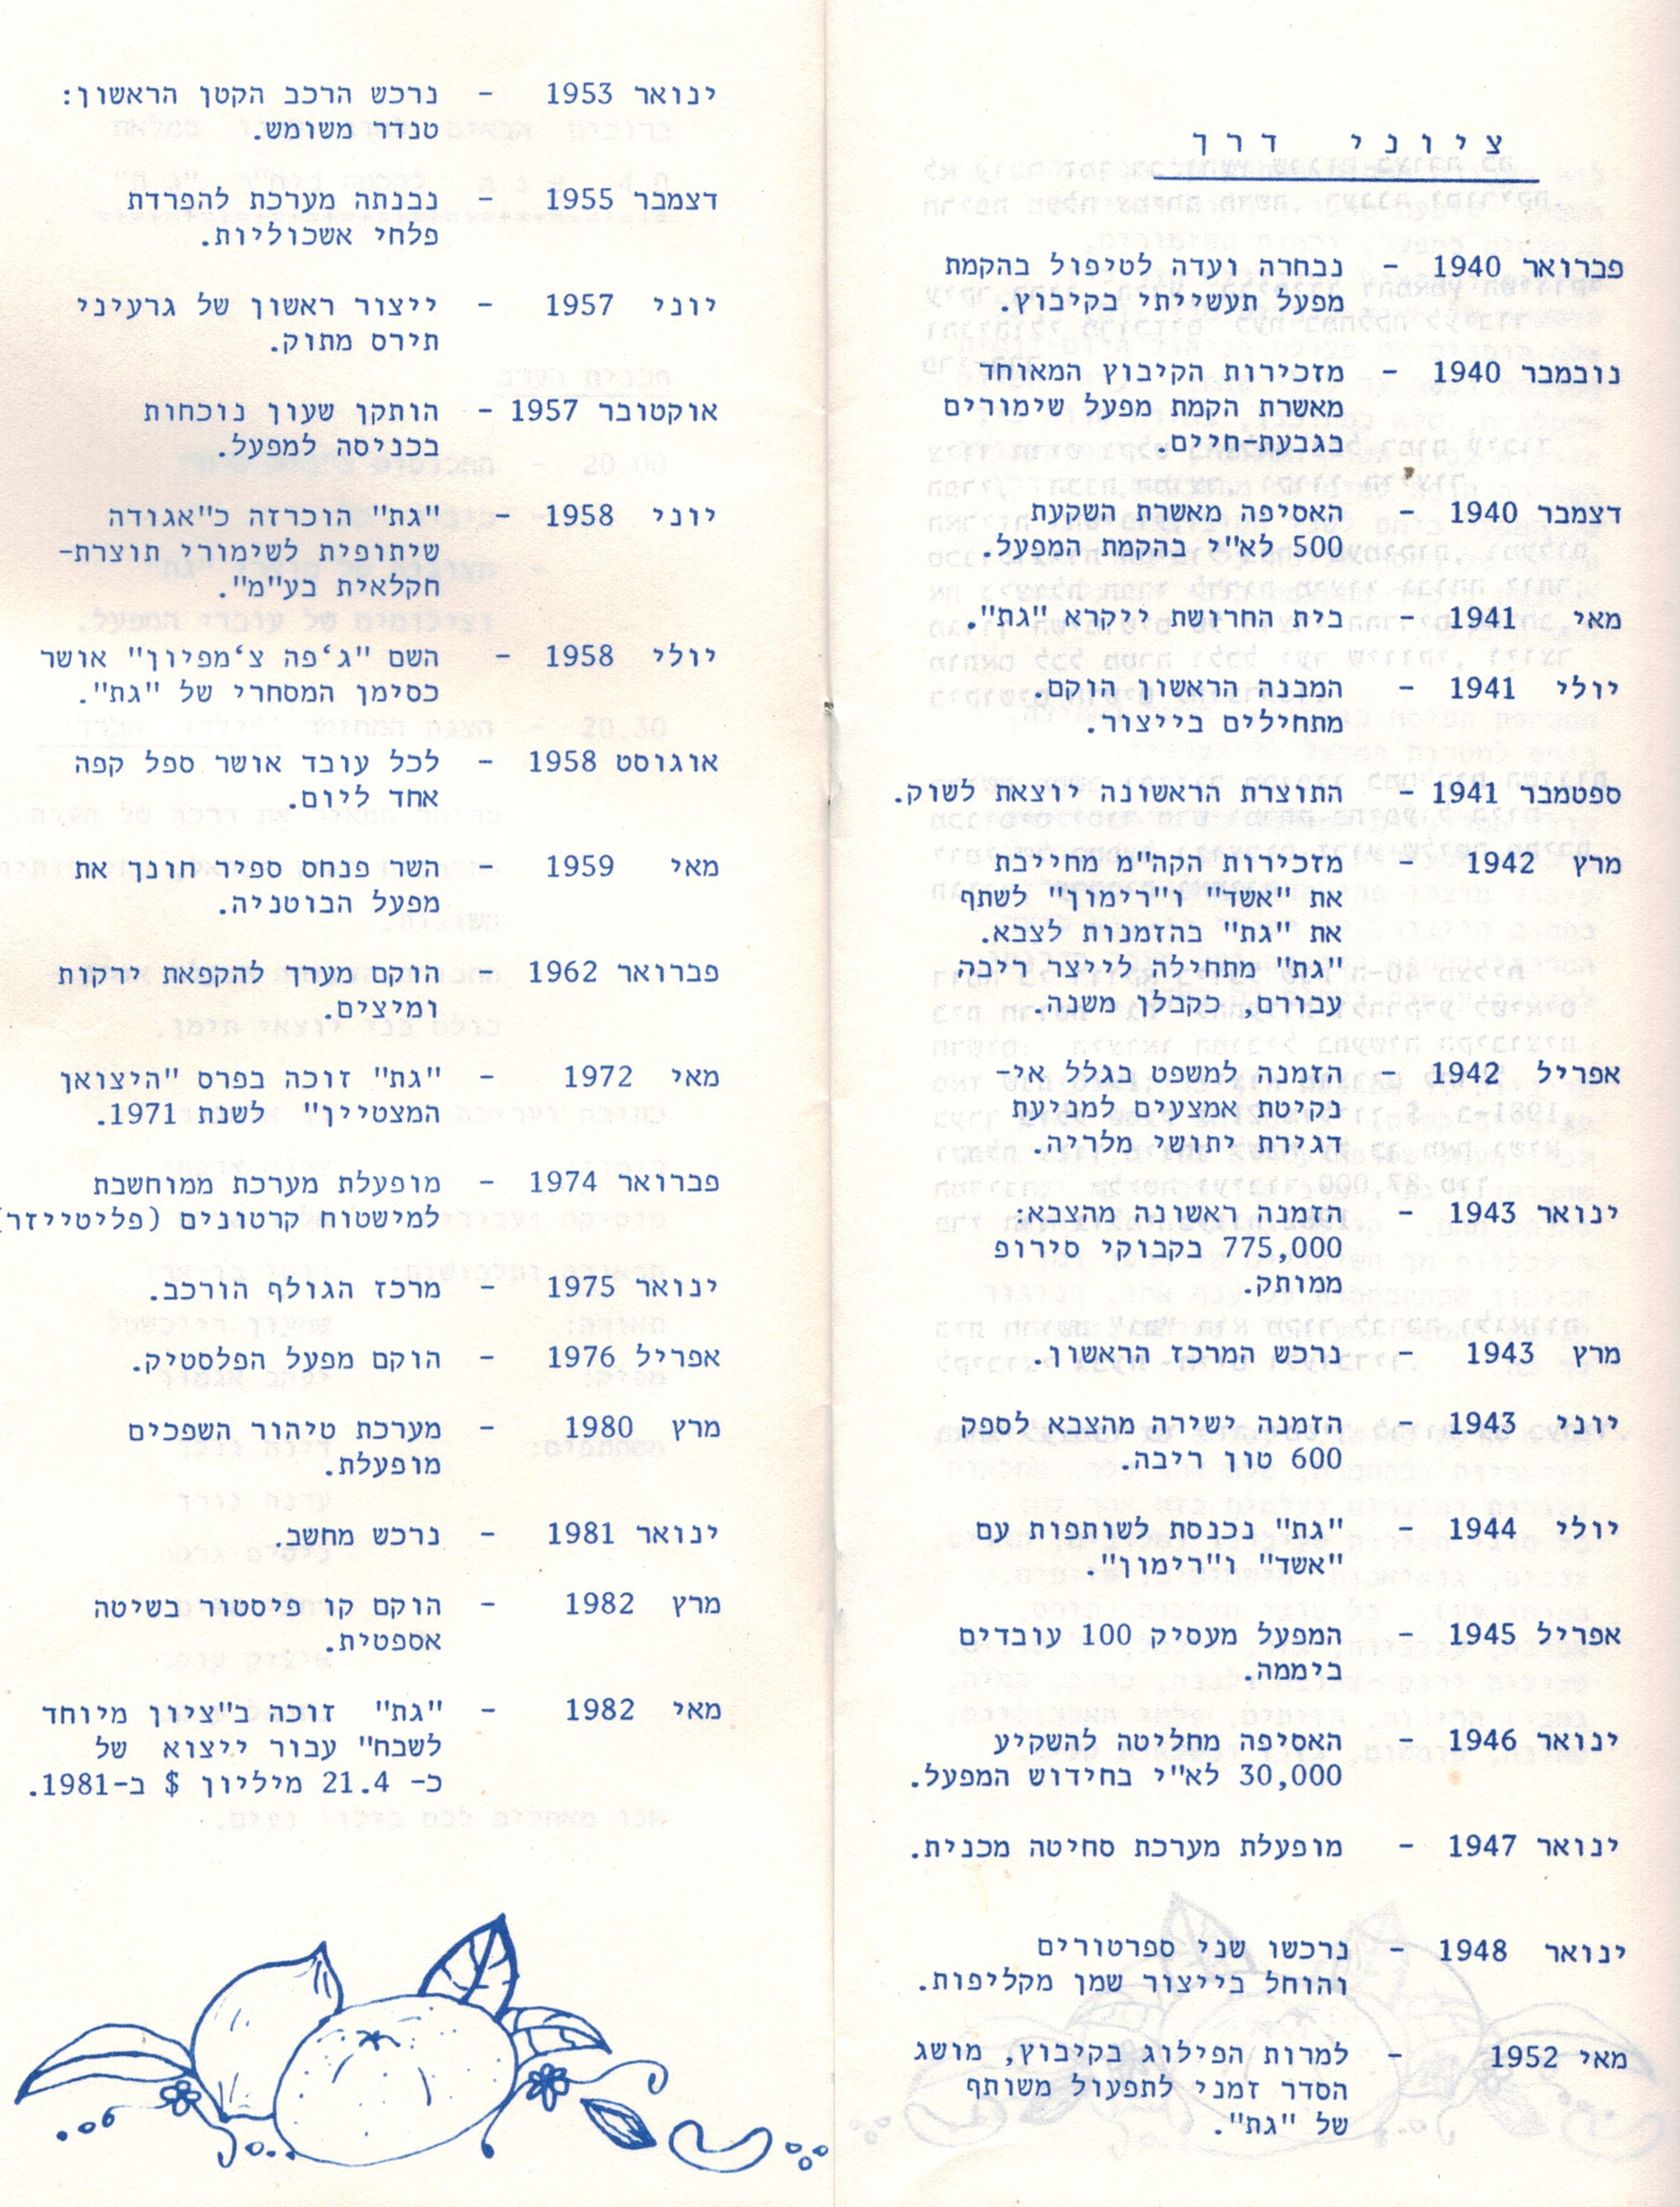 ציוני דרך
פברואר 1940 - נבחרה ועדה לטיפול בהקמת
מפעל תעשייתי בקיבוץ.
נובמבר 1940 - מזכירות הקיבוץ המאוחד
מאשרת הקמת מפעל שימורים
בגבעת-חיים.
דצמבר 1940 - האסיפה מאשרת השקעת
500 לא"י בהקמת המפעל.
מאי 1941 - בית החרושת ייקרא "גת".
יולי 1941 - המבנה הראשון הוקם.
מתחילים בייצור.
ספטמבר 1941 - התוצרת הראשונה יוצאת לשוק.
מרץ 1942 - מזכירות הקה"מ מחייבת
את "אשד" ו"רימון" לשתף
את "גת" בהזמנות לצבא.
"גת" מתחילה לייצר ריבה
עבורם, כקבלן משנה.
אפריל 1942 - הזמנה למשפט בגלל אי-
נקיטת אמצעים למניעת
דגירת יתושי מלריה.
ינואר 1943 - הזמנה ראשונה מהצבא:
775,000 בקבוקי סירופ
ממותק.
מרץ 1943 - נרכש המרכז הראשון.
יוני 1943 - הזמנה ישירה מהצבא לספק
600 טון ריבה.
יולי 1944 - "גת" נכנסת לשותפות עם
"אשד" ו"רימון".
אפריל 1945 - המפעל מעסיק 100 עובדים
ביממה.
ינואר 1946 - האסיפה מחליטה להשקיע
30,000 לא"י בחידוש המפעל.
ינואר 1947 - מופעלת מערכת סחיטה מכנית.
ינואר 1948 - נרכשו שני ספרטורים
והוחל בייצור שמן מקליפות.
מאי 1952 - למרות הפילוג בקיבוץ, מושג
הסדר זמני לתפעול משותף
של "גת".
ינואר 1953 - נרכש הרכב הקטן הראשון:
טנדר משומש.
דצמבר 1955 - נבנתה מערכת להפרדת
פלחי אשכוליות.
יוני 1957 - ייצור ראשון של גרעיני
תירס מתוק.
אוקטובר 1957 - הותקן שעון נוכחות
בכניסה למפעל.
יוני 1958 - "גת" הוכרזה כ"אגודה
שיתופית לשימורי תוצרת-
חקלאית בע"מ".
יולי 1958 - השם "ג'פה צ'מפיון" אושר
כסימן המסחרי של "גת".
אוגוסט 1958 - לכל עובד אושר ספל קפה
אחד ליום.
מאי 1959 - השר פנחס ספיר חונך את
מפעל הבוטניה.
פברואר 1962 - הוקם מערך להקפאת ירקות
ומיצים.
מאי 1972 - "גת" זוכה בפרס "היצואן
המצטיין" לשנת 1971.
פברואר 1974 - מופעלת מערכת ממוחשבת
למישטוח קרטונים (פליטייזר)
ינואר 1975 - מרכז הגולף הורכב.
אפריל 1976 - הוקם מפעל הפלסטיק.
מרץ 1980 - מערכת טיהור השפכים
מופעלת.
ינואר 1981 - נרכש מחשב.
מרץ 1982 - הוקם קו פיסטור בשיטה
אספטית.
מאי 1982 - "גת" זוכה ב"ציון מיוחד
לשבח" עבור ייצוא של
כ- 21.4 מיליון $ ב-1981.